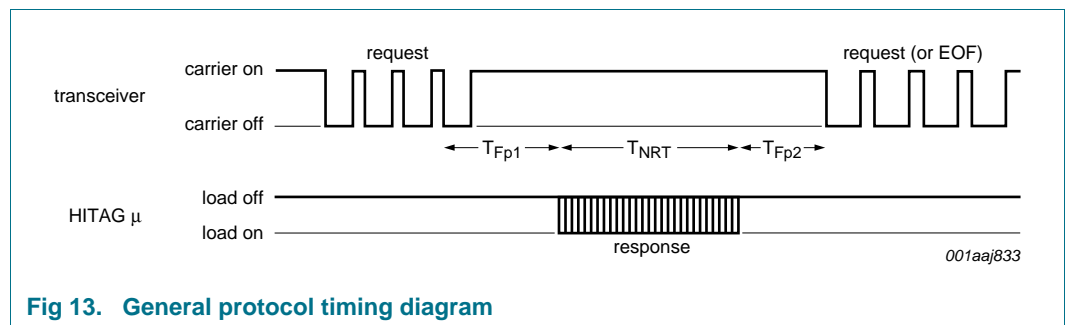 request
request (or EOF)
carrier on
transceiver
carrier off
TFp1
TNRT
TFp2
load off
HITAG μ
load on
response
001aaj833
Fig 13. General protocol timing diagram